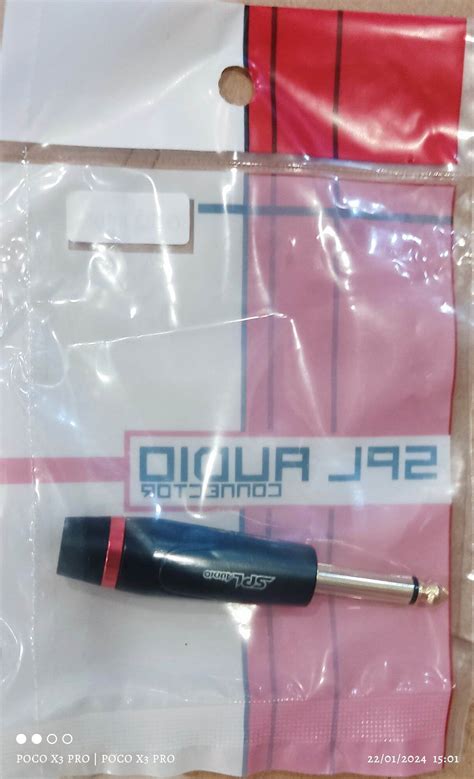 SPL AUDIO
CONNECTOR
SPL AUDIO
POCO X3 PRO | POCO X3 PRO
22/01/2024 15:01